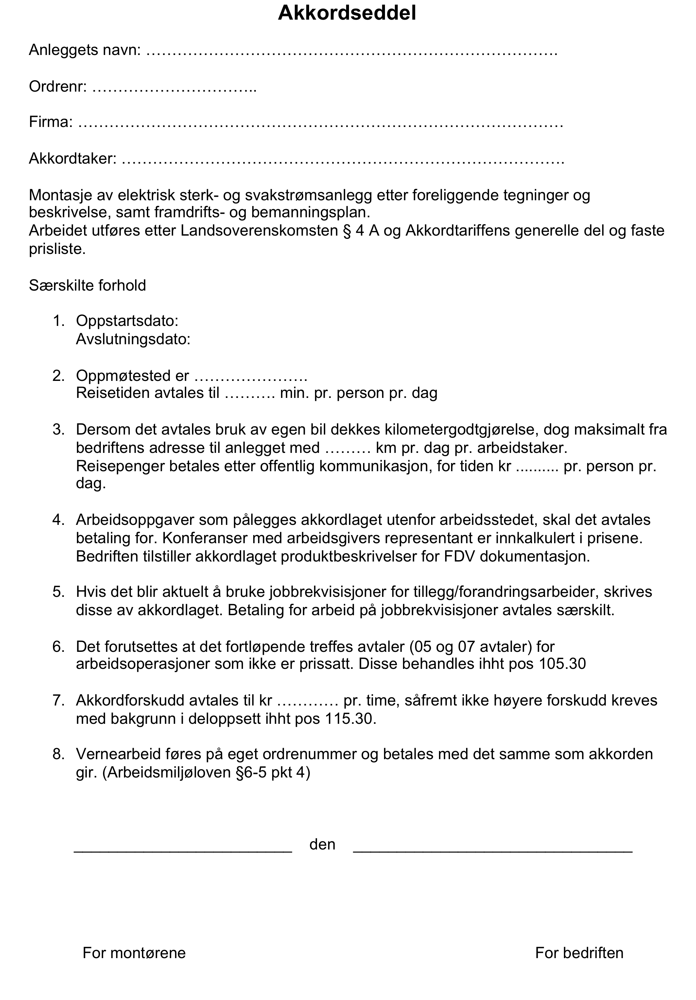 Akkordseddel
Anleggets navn: …………………………………………………………………….
Ordrenr: …………………………..
Firma: …………………………………………………………………………………
Akkordtaker: ………………………………………………………………………….
Montasje av elektrisk sterk- og svakstrømsanlegg etter foreliggende tegninger og
beskrivelse, samt framdrifts- og bemanningsplan.
Arbeidet utføres etter Landsoverenskomsten § 4 A og Akkordtariffens generelle del og faste
prisliste.
Særskilte forhold
1. Oppstartsdato:
Avslutningsdato:
2. Oppmøtested er ………………….
Reisetiden avtales til ………. min. pr. person pr. dag
3. Dersom det avtales bruk av egen bil dekkes kilometergodtgjørelse, dog maksimalt fra
bedriftens adresse til anlegget med ……… km pr. dag pr. arbeidstaker.
Reisepenger betales etter offentlig kommunikasjon, for tiden kr .......... pr. person pr.
dag.
4. Arbeidsoppgaver som pålegges akkordlaget utenfor arbeidsstedet, skal det avtales
betaling for. Konferanser med arbeidsgivers representant er innkalkulert i prisene.
Bedriften tilstiller akkordlaget produktbeskrivelser for FDV dokumentasjon.
5. Hvis det blir aktuelt å bruke jobbrekvisisjoner for tillegg/forandringsarbeider, skrives
disse av akkordlaget. Betaling for arbeid på jobbrekvisisjoner avtales særskilt.
6. Det forutsettes at det fortløpende treffes avtaler (05 og 07 avtaler) for
arbeidsoperasjoner som ikke er prissatt. Disse behandles ihht pos 105.30
7. Akkordforskudd avtales til kr ………… pr. time, såfremt ikke høyere forskudd kreves
med bakgrunn i deloppsett ihht pos 115.30.
8. Vernearbeid føres på eget ordrenummer og betales med det samme som akkorden
gir. (Arbeidsmiljøloven §6-5 pkt 4)
_________________________ den ________________________________
For montørene For bedriften